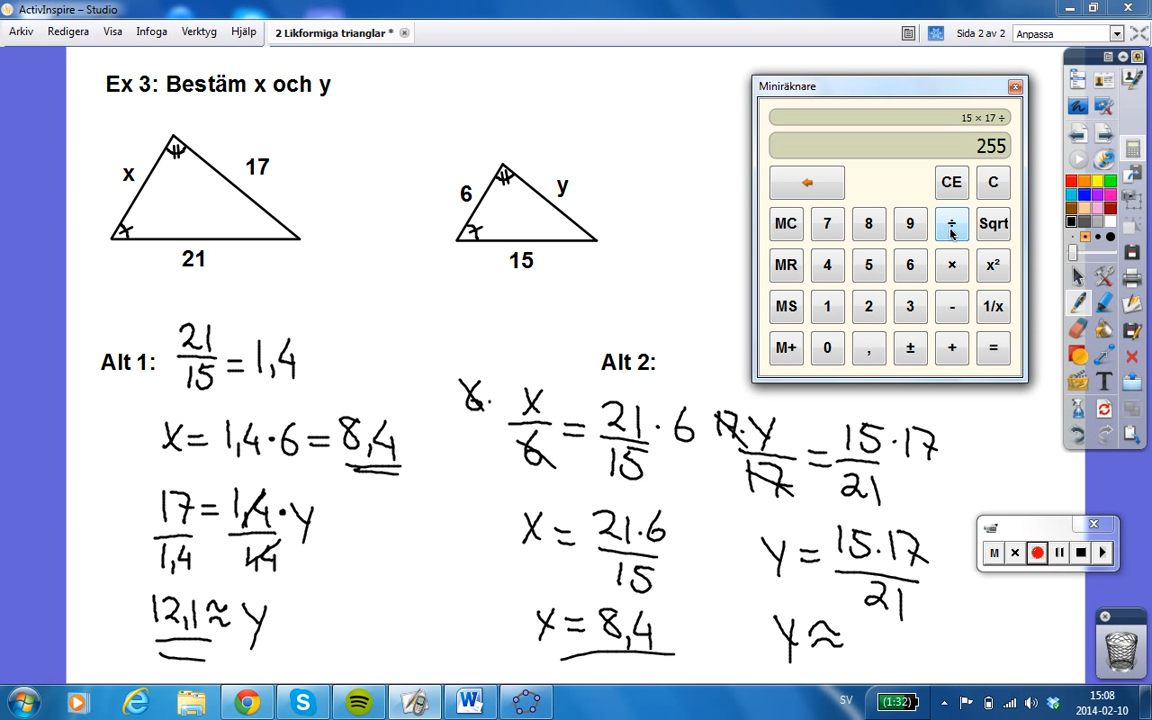 ActivInspire – Studio
Arkiv Redigera Visa Infoga Verktyg Hjälp
2 Likformiga trianglar *
Sida 2 av 2
Anpassa
Ex 3: Bestäm x och y
x 17
21
6 y
15
Miniräknare
15 × 17 ÷
255
CE C
MC 7 8 9 ÷ Sqrt
MR 4 5 6 × x²
MS 1 2 3 - 1/x
M+ 0 , ± + =
Alt 1: 21/15 = 1,4
x = 1,4 · 6 = 8,4
17/1,4 = 1,4 · y/1,4
12,1 ≈ y
Alt 2:
6 · x/6 = 21/15 · 6
x = 21 · 6/15
x = 8,4
17 · y/17 = 15/21 · 17
y = 15 · 17/21
y ≈
M
SV
(1:32)
15:08
2014-02-10